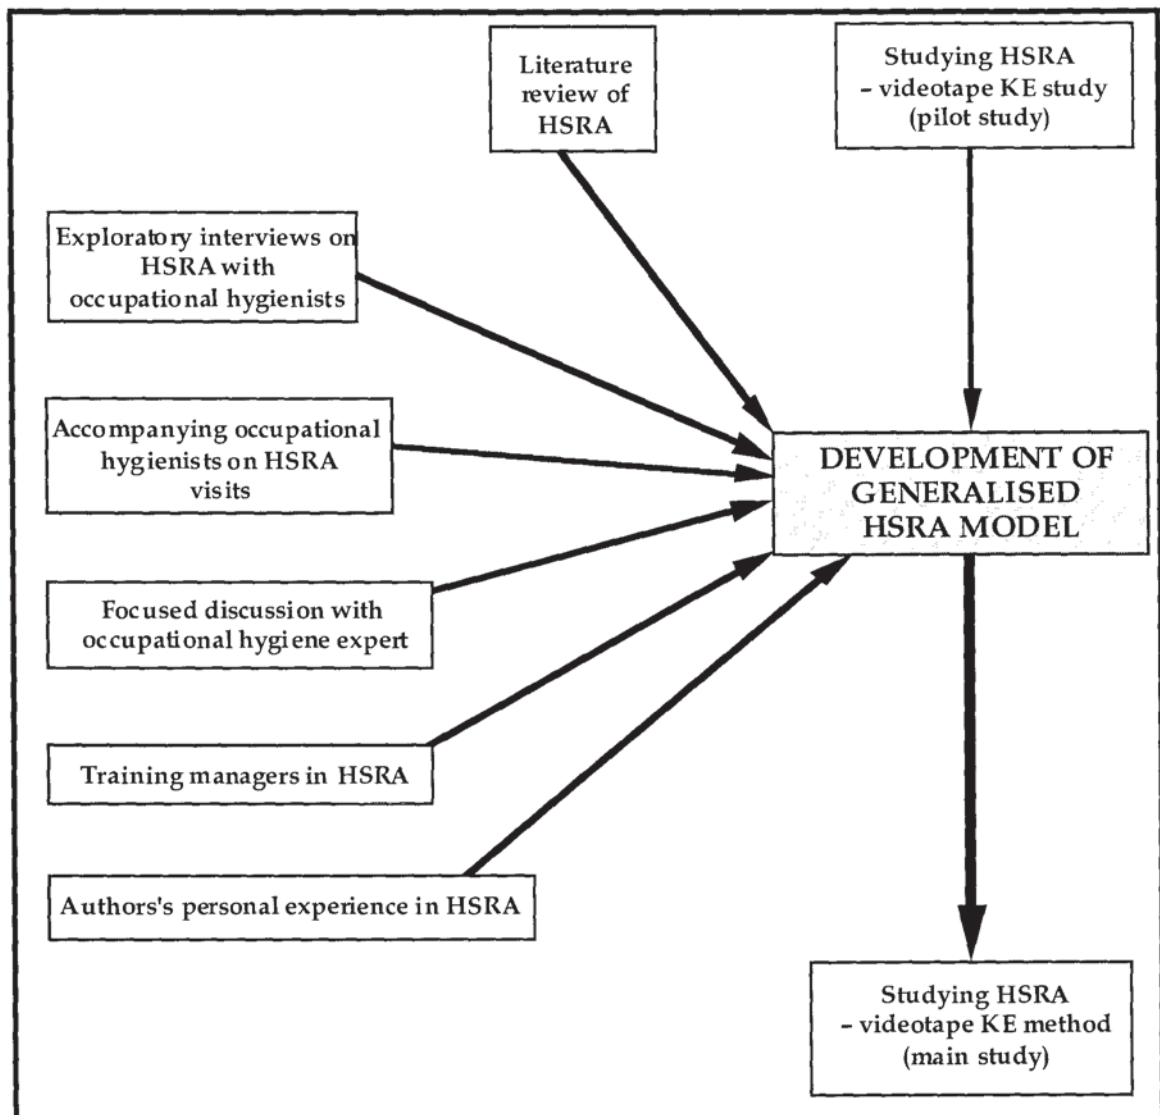 Literature
review of
HSRA
Studying HSRA
– videotape KE study
(pilot study)
Exploratory interviews on
HSRA with
occupational hygienists
Accompanying occupational
hygienists on HSRA
visits
DEVELOPMENT OF
GENERALISED
HSRA MODEL
Focused discussion with
occupational hygiene expert
Training managers in HSRA
Authors's personal experience in HSRA
Studying HSRA
– videotape KE method
(main study)